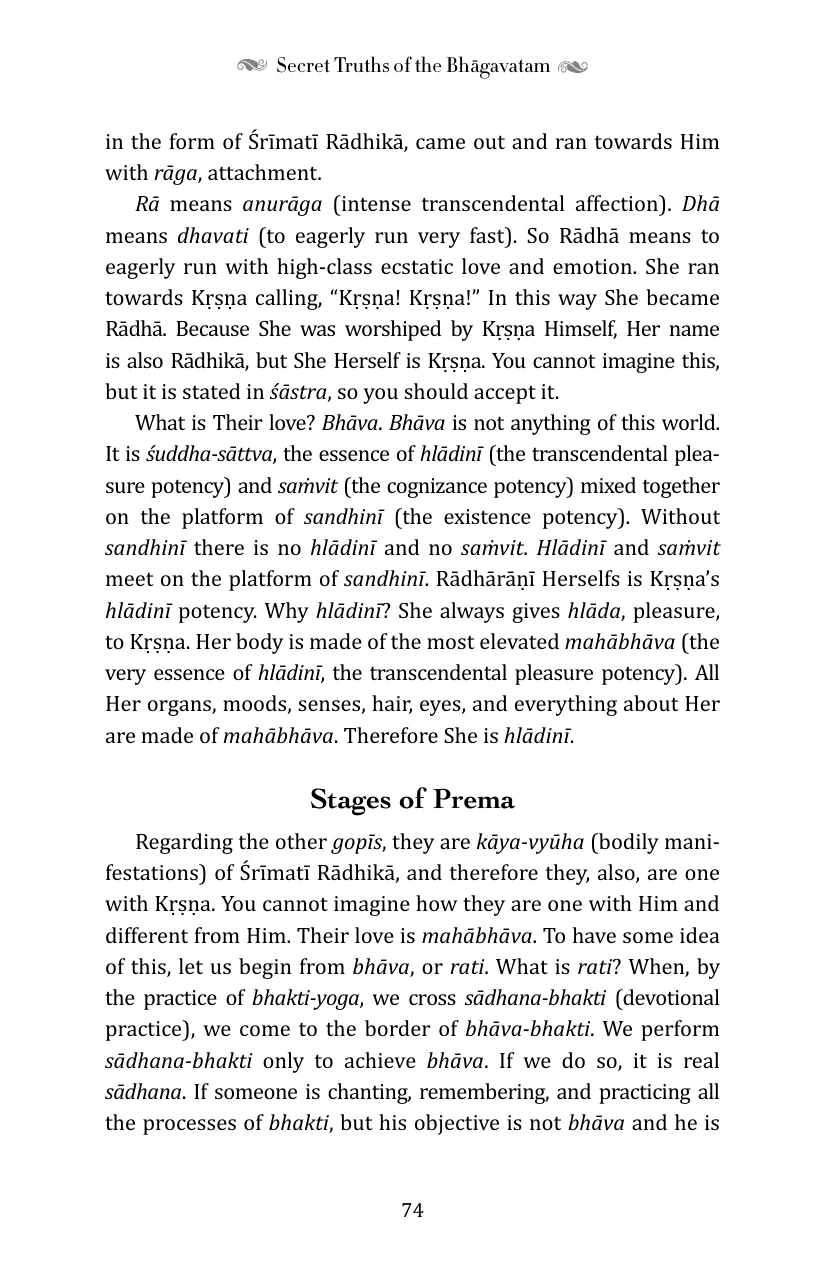 Secret Truths of the Bhāgavatam
in the form of Śrīmatī Rādhikā, came out and ran towards Him
with rāga, attachment.
Rā means anurāga (intense transcendental affection). Dhā
means dhavati (to eagerly run very fast). So Rādhā means to
eagerly run with high-class ecstatic love and emotion. She ran
towards Kṛṣṇa calling, “Kṛṣṇa! Kṛṣṇa!” In this way She became
Rādhā. Because She was worshiped by Kṛṣṇa Himself, Her name
is also Rādhikā, but She Herself is Kṛṣṇa. You cannot imagine this,
but it is stated in śāstra, so you should accept it.
What is Their love? Bhāva. Bhāva is not anything of this world.
It is śuddha-sāttva, the essence of hlādinī (the transcendental plea-
sure potency) and saṁvit (the cognizance potency) mixed together
on the platform of sandhinī (the existence potency). Without
sandhinī there is no hlādinī and no saṁvit. Hlādinī and saṁvit
meet on the platform of sandhinī. Rādhārāṇī Herselfs is Kṛṣṇa’s
hlādinī potency. Why hlādinī? She always gives hlāda, pleasure,
to Kṛṣṇa. Her body is made of the most elevated mahābhāva (the
very essence of hlādinī, the transcendental pleasure potency). All
Her organs, moods, senses, hair, eyes, and everything about Her
are made of mahābhāva. Therefore She is hlādinī.
Stages of Prema
Regarding the other gopīs, they are kāya-vyūha (bodily mani-
festations) of Śrīmatī Rādhikā, and therefore they, also, are one
with Kṛṣṇa. You cannot imagine how they are one with Him and
different from Him. Their love is mahābhāva. To have some idea
of this, let us begin from bhāva, or rati. What is rati? When, by
the practice of bhakti-yoga, we cross sādhana-bhakti (devotional
practice), we come to the border of bhāva-bhakti. We perform
sādhana-bhakti only to achieve bhāva. If we do so, it is real
sādhana. If someone is chanting, remembering, and practicing all
the processes of bhakti, but his objective is not bhāva and he is
74